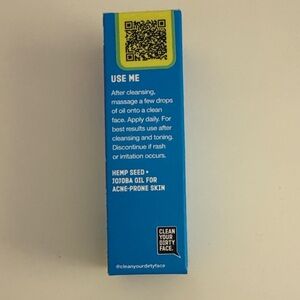 USE ME
After cleansing,
massage a few drops
of oil onto a clean
face. Apply daily. For
best results use after
cleansing and toning.
Discontinue if rash
or irritation occurs.
HEMP SEED +
JOJOBA OIL FOR
ACNE-PRONE SKIN
CLEAN
YOUR
DIRTY
FACE.
@cleanyourdirtyface